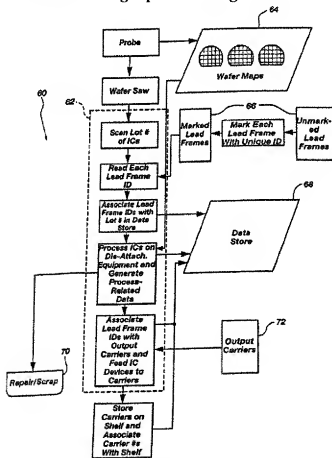 64
Probe
Wafer Maps
Wafer Saw
60
62
66
Scan Lot #
of ICs
Marked
Lead
Frames
Mark Each
Lead Frame
With Unique ID
Unmark-
ed Lead
Frames
Read Each
Lead Frame
ID
68
Associate Lead
Frame IDs with
Lot # in Data
Store
Data
Store
Process ICs on
Die-Attach.
Equipment and
Generate
Process-
Related
Data
72
Associate
Lead Frame
IDs with
Output
Carriers and
Feed IC
Devices to
Carriers
Output
Carriers
70
Repair/Scrap
Store
Carriers on
Shelf and
Associate
Carrier #s
With Shelf